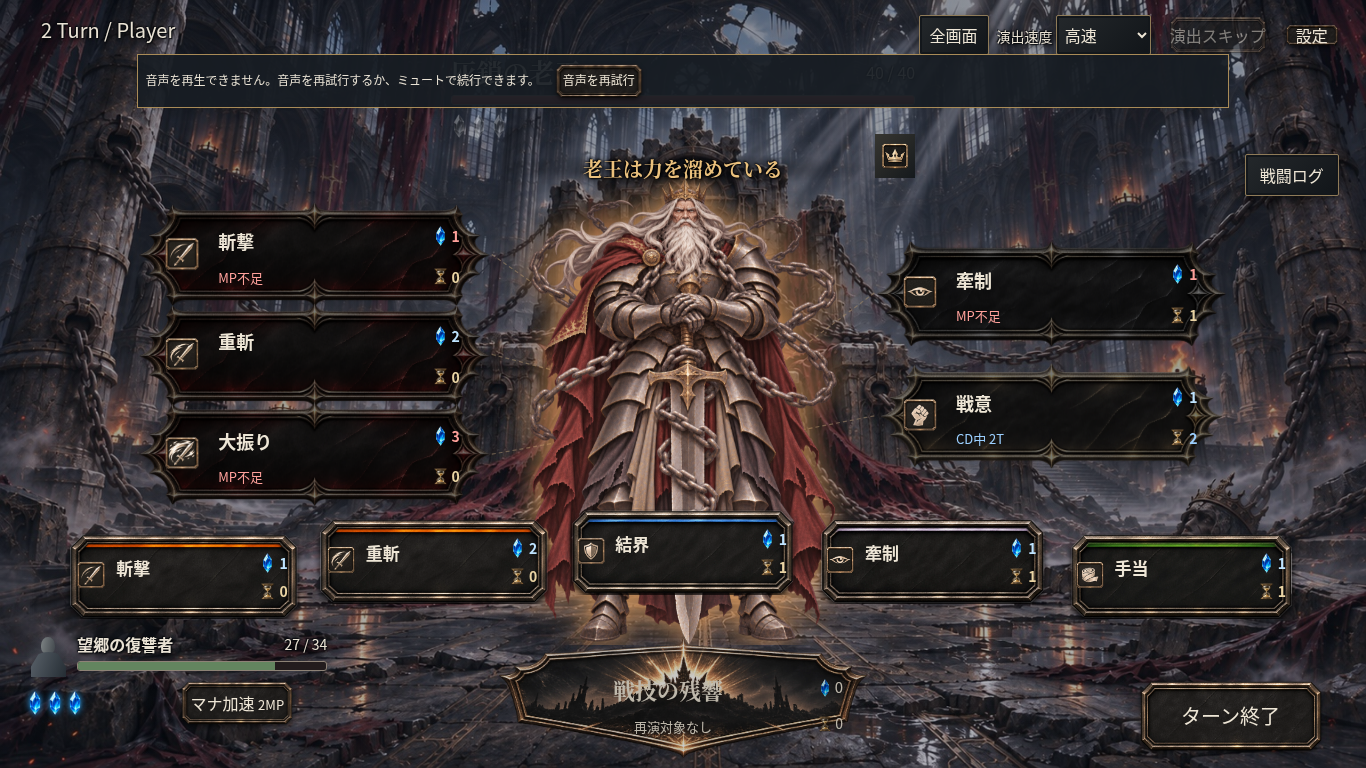 2 Turn / Player
全画面
演出速度
高速
演出スキップ
設定
音声を再生できません。音声を再試行するか、ミュートで続行できます。
音声を再試行
40 / 40
老王は力を溜めている
戦闘ログ
斬撃
1
MP不足
0
重斬
2
0
大振り
3
MP不足
0
牽制
1
MP不足
1
戦意
1
CD中 2T
2
斬撃
1
0
重斬
2
0
結界
1
1
牽制
1
1
手当
1
1
望郷の復讐者
27 / 34
マナ加速 2MP
戦技の残響
0
再演対象なし
0
ターン終了